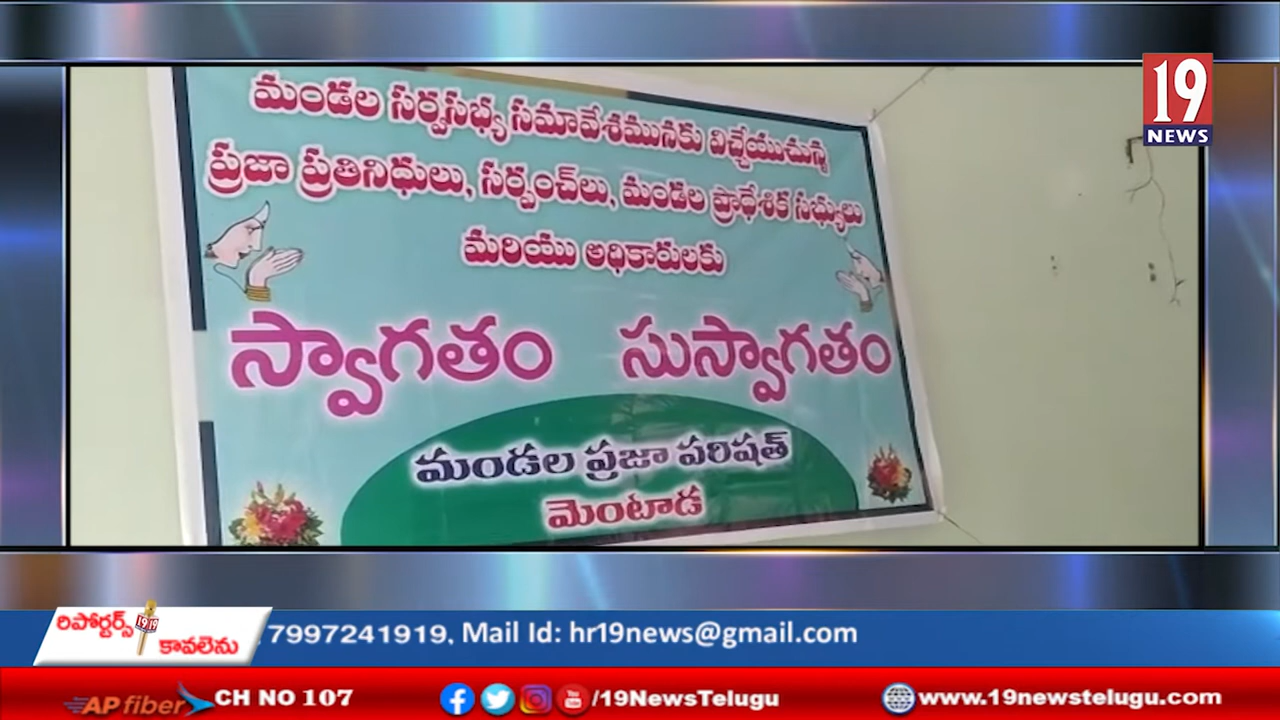 19
NEWS
మండల సర్వసభ్య సమావేశమునకు విచ్చేయుచున్న
ప్రజా ప్రతినిధులు, సర్పంచ్‌లు, మండల ప్రాధేశిక సభ్యులు
మరియు అధికారులకు
స్వాగతం సుస్వాగతం
మండల ప్రజా పరిషత్
మెంటాడ
రిపోర్టర్స్ 19 19 కావలెను
7997241919, Mail Id: hr19news@gmail.com
AP fiber CH NO 107 /19NewsTelugu www.19newstelugu.com